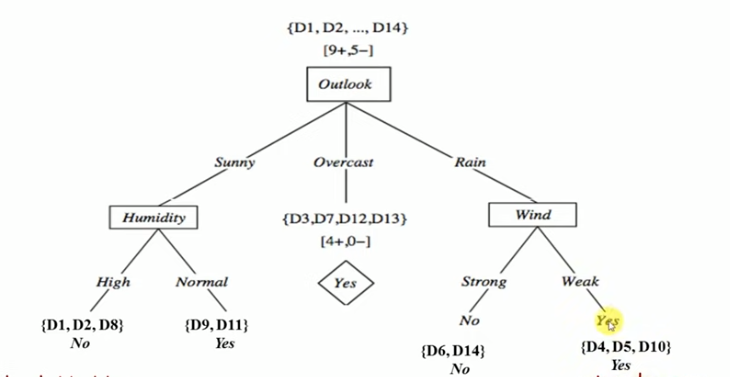 {D1, D2, ..., D14}
[9+,5−]
Outlook
Sunny
Overcast
Rain
Humidity
{D3,D7,D12,D13}
[4+,0−]
Wind
High
Normal
Yes
Strong
Weak
{D1, D2, D8}
No
{D9, D11}
Yes
No
{D6, D14}
No
Yes
{D4, D5, D10}
Yes